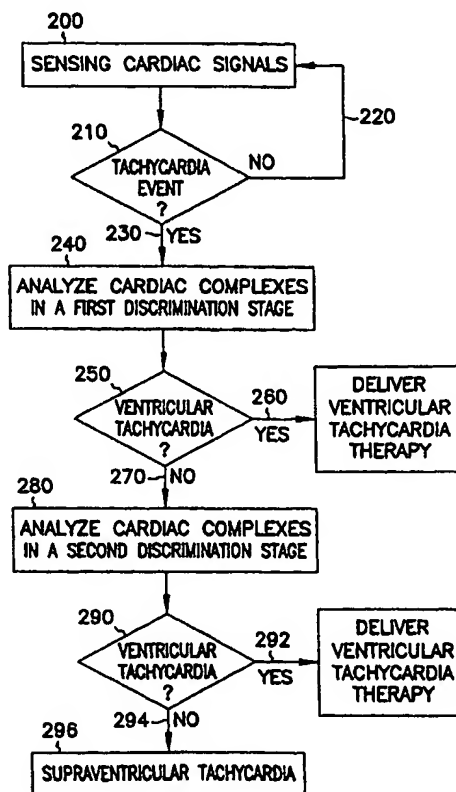 200
SENSING CARDIAC SIGNALS
220
210
TACHYCARDIA
EVENT
?
NO
230
YES
240
ANALYZE CARDIAC COMPLEXES
IN A FIRST DISCRIMINATION STAGE
250
VENTRICULAR
TACHYCARDIA
?
260
YES
DELIVER
VENTRICULAR
TACHYCARDIA
THERAPY
270
NO
280
ANALYZE CARDIAC COMPLEXES
IN A SECOND DISCRIMINATION STAGE
290
VENTRICULAR
TACHYCARDIA
?
292
YES
DELIVER
VENTRICULAR
TACHYCARDIA
THERAPY
294
NO
296
SUPRAVENTRICULAR TACHYCARDIA